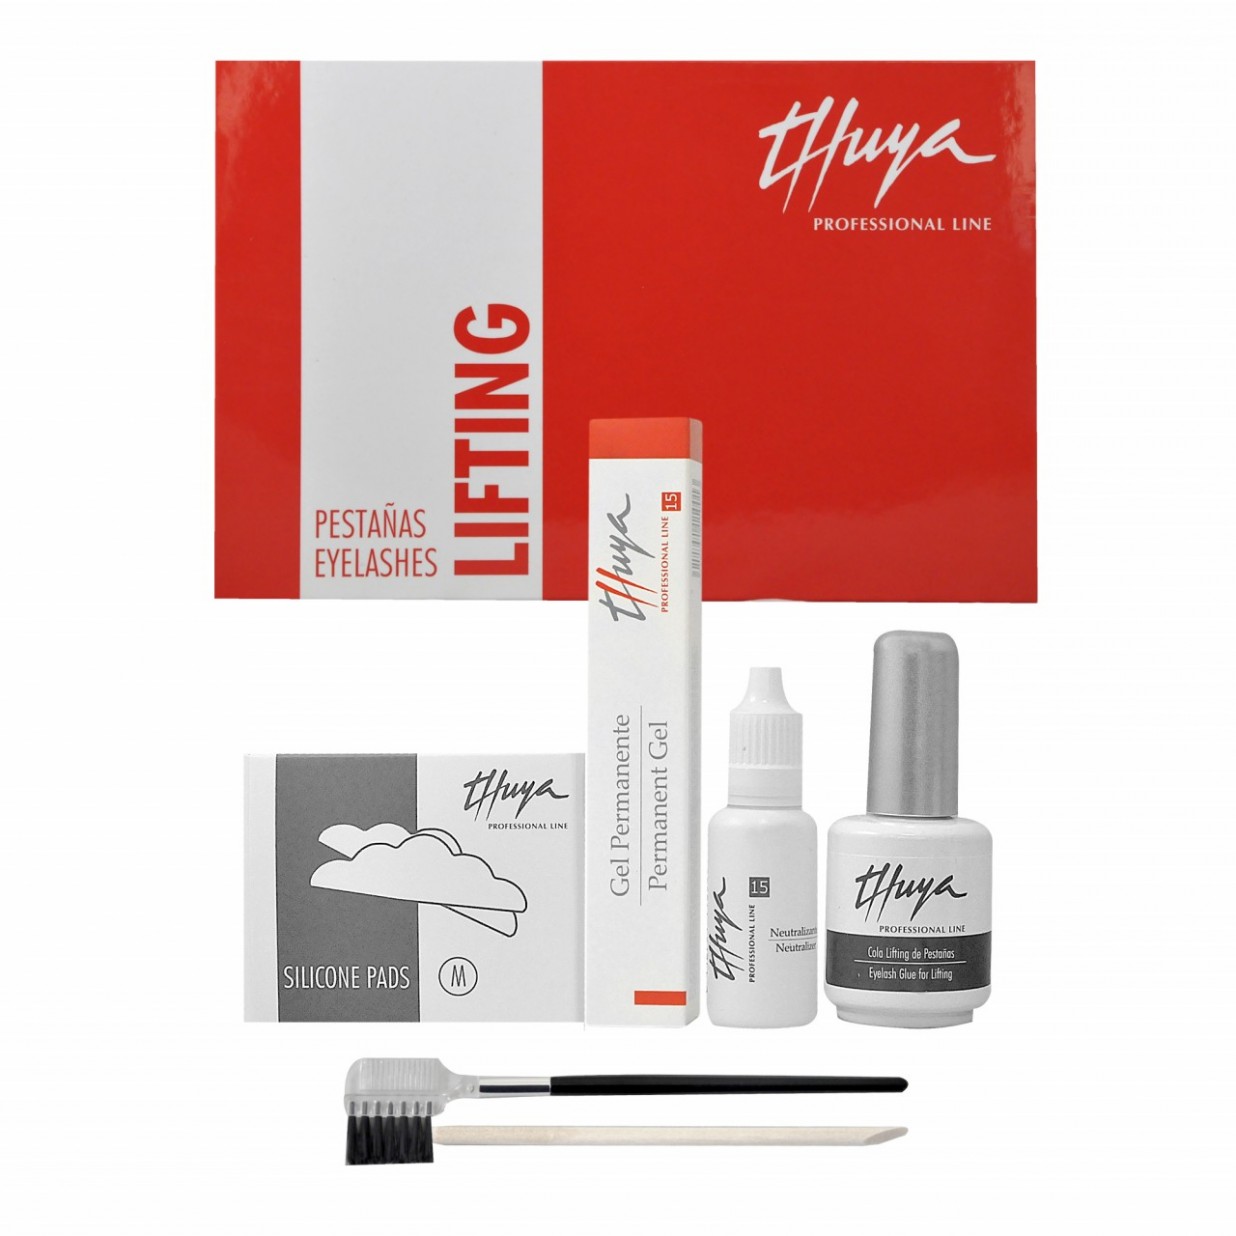 tHuya
PROFESSIONAL LINE
LIFTING
PESTAÑAS
EYELASHES
tHuya
PROFESSIONAL LINE 15
Gel Permanente
Permanent Gel
tHuya
PROFESSIONAL LINE
SILICONE PADS M
tHuya
PROFESSIONAL LINE 15
Neutralizante
Neutralizer
tHuya
PROFESSIONAL LINE
Cola Lifting de Pestañas
Eyelash Glue for Lifting